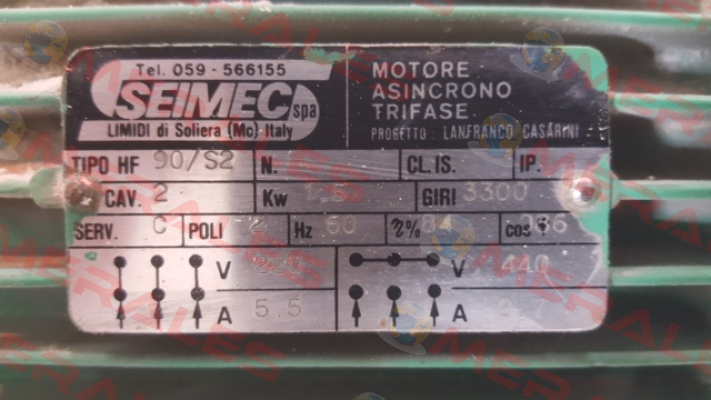 Tel. 059 - 566155
SEIMEC spa
LIMIDI di Soliera (Mo) Italy
MOTORE
ASINCRONO
TRIFASE
PROGETTO: LANFRANCO CASARINI
TIPO HF 90/S2 N. CL.IS. IP.
CAV. 2 Kw 1.5 GIRI 3300
SERV. C POLI 2 Hz 60 η% 84 cos φ
V 220 V 440
A 5.5 A
MERALES